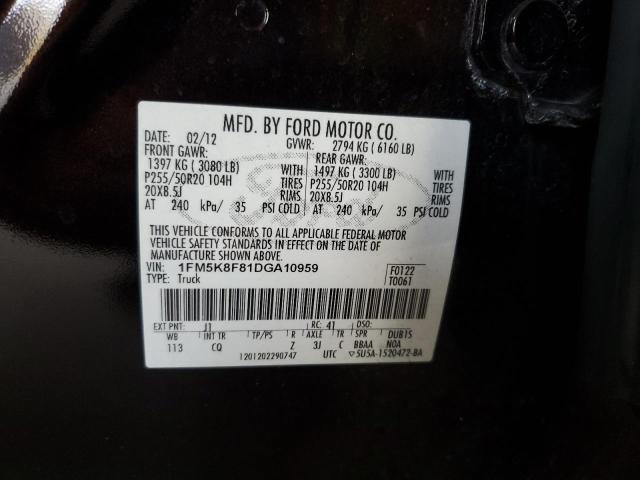 MFD. BY FORD MOTOR CO.
DATE: 02/12 GVWR: 2794 KG ( 6160 LB)
FRONT GAWR: REAR GAWR:
1397 KG ( 3080 LB) WITH 1497 KG ( 3300 LB) WITH
P255/50R20 104H TIRES P255/50R20 104H TIRES
20X8.5J RIMS 20X8.5J RIMS
AT 240 kPa/ 35 PSI COLD AT 240 kPa/ 35 PSI COLD
THIS VEHICLE CONFORMS TO ALL APPLICABLE FEDERAL MOTOR
VEHICLE SAFETY STANDARDS IN EFFECT ON THE DATE OF
MANUFACTURE SHOWN ABOVE.
VIN: 1FM5K8F81DGA10959 F0122
TYPE: Truck T0061
EXT PNT: J1 RC: 41 DSO:
WB INT TR TP/PS R AXLE TR SPR DUB15
113 CQ Z 3J C BBAA NOA
1201202290747 UTC 5U5A-1520472-BA